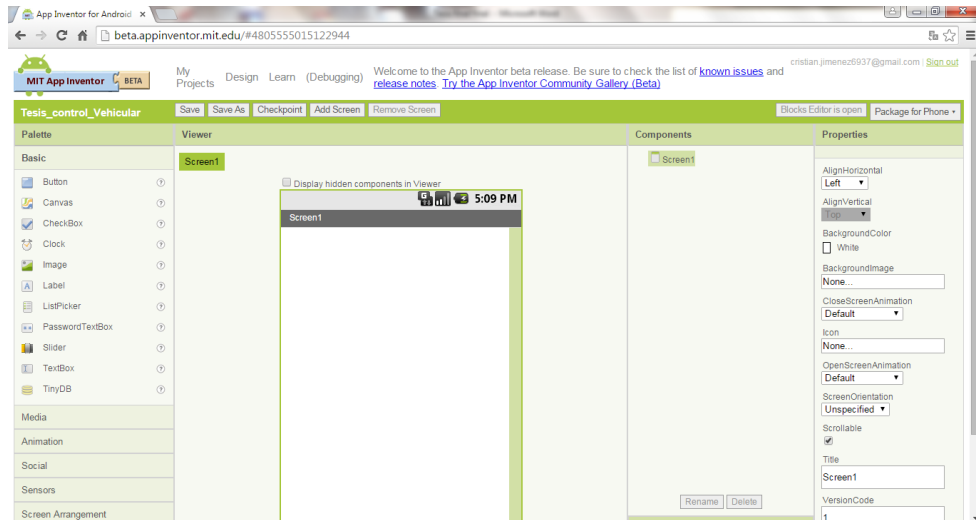 App Inventor for Android
beta.appinventor.mit.edu/#4805555015122944
MIT App Inventor BETA
My Projects Design Learn (Debugging)
Welcome to the App Inventor beta release. Be sure to check the list of known issues and
release notes. Try the App Inventor Community Gallery (Beta)
cristian.jimenez6937@gmail.com | Sign out
Tesis_control_Vehicular
Save Save As Checkpoint Add Screen Remove Screen
Blocks Editor is open Package for Phone
Palette
Basic
Button
Canvas
CheckBox
Clock
Image
Label
ListPicker
PasswordTextBox
Slider
TextBox
TinyDB
Media
Animation
Social
Sensors
Screen Arrangement
Viewer
Screen1
Display hidden components in Viewer
5:09 PM
Screen1
Components
Screen1
Rename Delete
Properties
AlignHorizontal
Left
AlignVertical
Top
BackgroundColor
White
BackgroundImage
None...
CloseScreenAnimation
Default
Icon
None...
OpenScreenAnimation
Default
ScreenOrientation
Unspecified
Scrollable
Title
Screen1
VersionCode
1